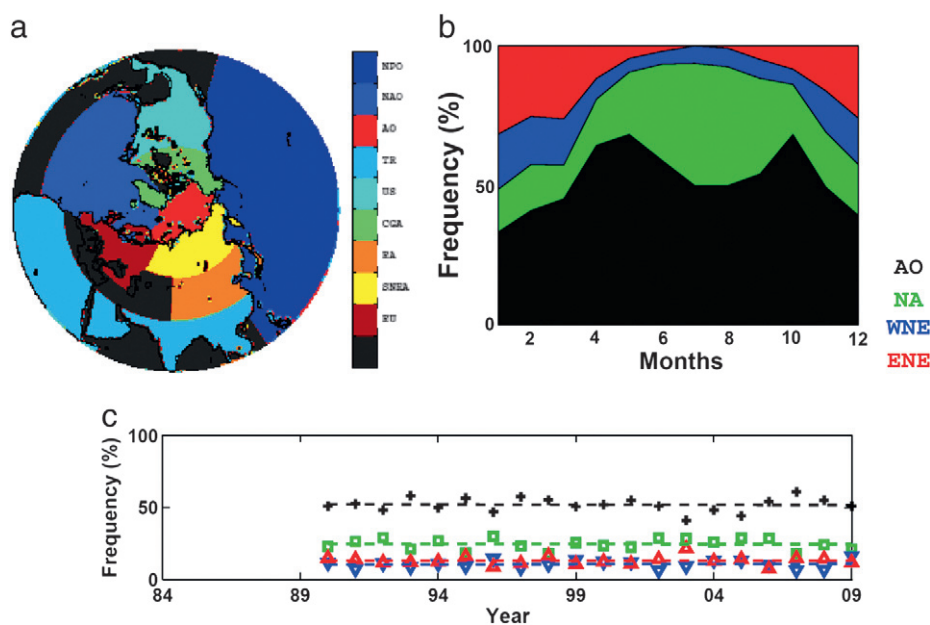 a
NPO
NAO
AO
TR
US
CGA
EA
SNEA
EU
b
Frequency (%)
100
50
0
2 4 6 8 10 12
Months
AO
NA
WNE
ENE
c
Frequency (%)
100
50
0
84 89 94 99 04 09
Year